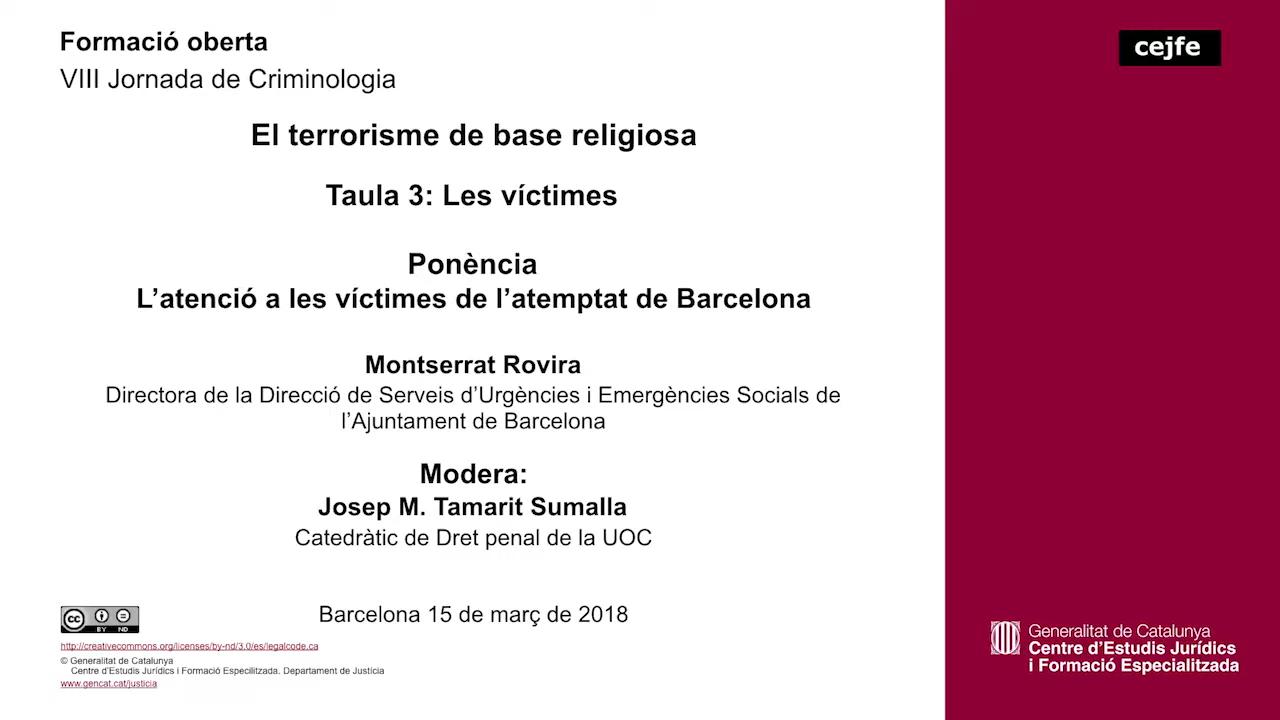 Formació oberta
VIII Jornada de Criminologia
cejfe
El terrorisme de base religiosa
Taula 3: Les víctimes
Ponència
L’atenció a les víctimes de l’atemptat de Barcelona
Montserrat Rovira
Directora de la Direcció de Serveis d’Urgències i Emergències Socials de
l’Ajuntament de Barcelona
Modera:
Josep M. Tamarit Sumalla
Catedràtic de Dret penal de la UOC
Barcelona 15 de març de 2018
cc BY ND
http://creativecommons.org/licenses/by-nd/3.0/es/legalcode.ca
© Generalitat de Catalunya
Centre d’Estudis Jurídics i Formació Especilitzada. Departament de Justícia
www.gencat.cat/justicia
Generalitat de Catalunya
Centre d’Estudis Jurídics
i Formació Especialitzada